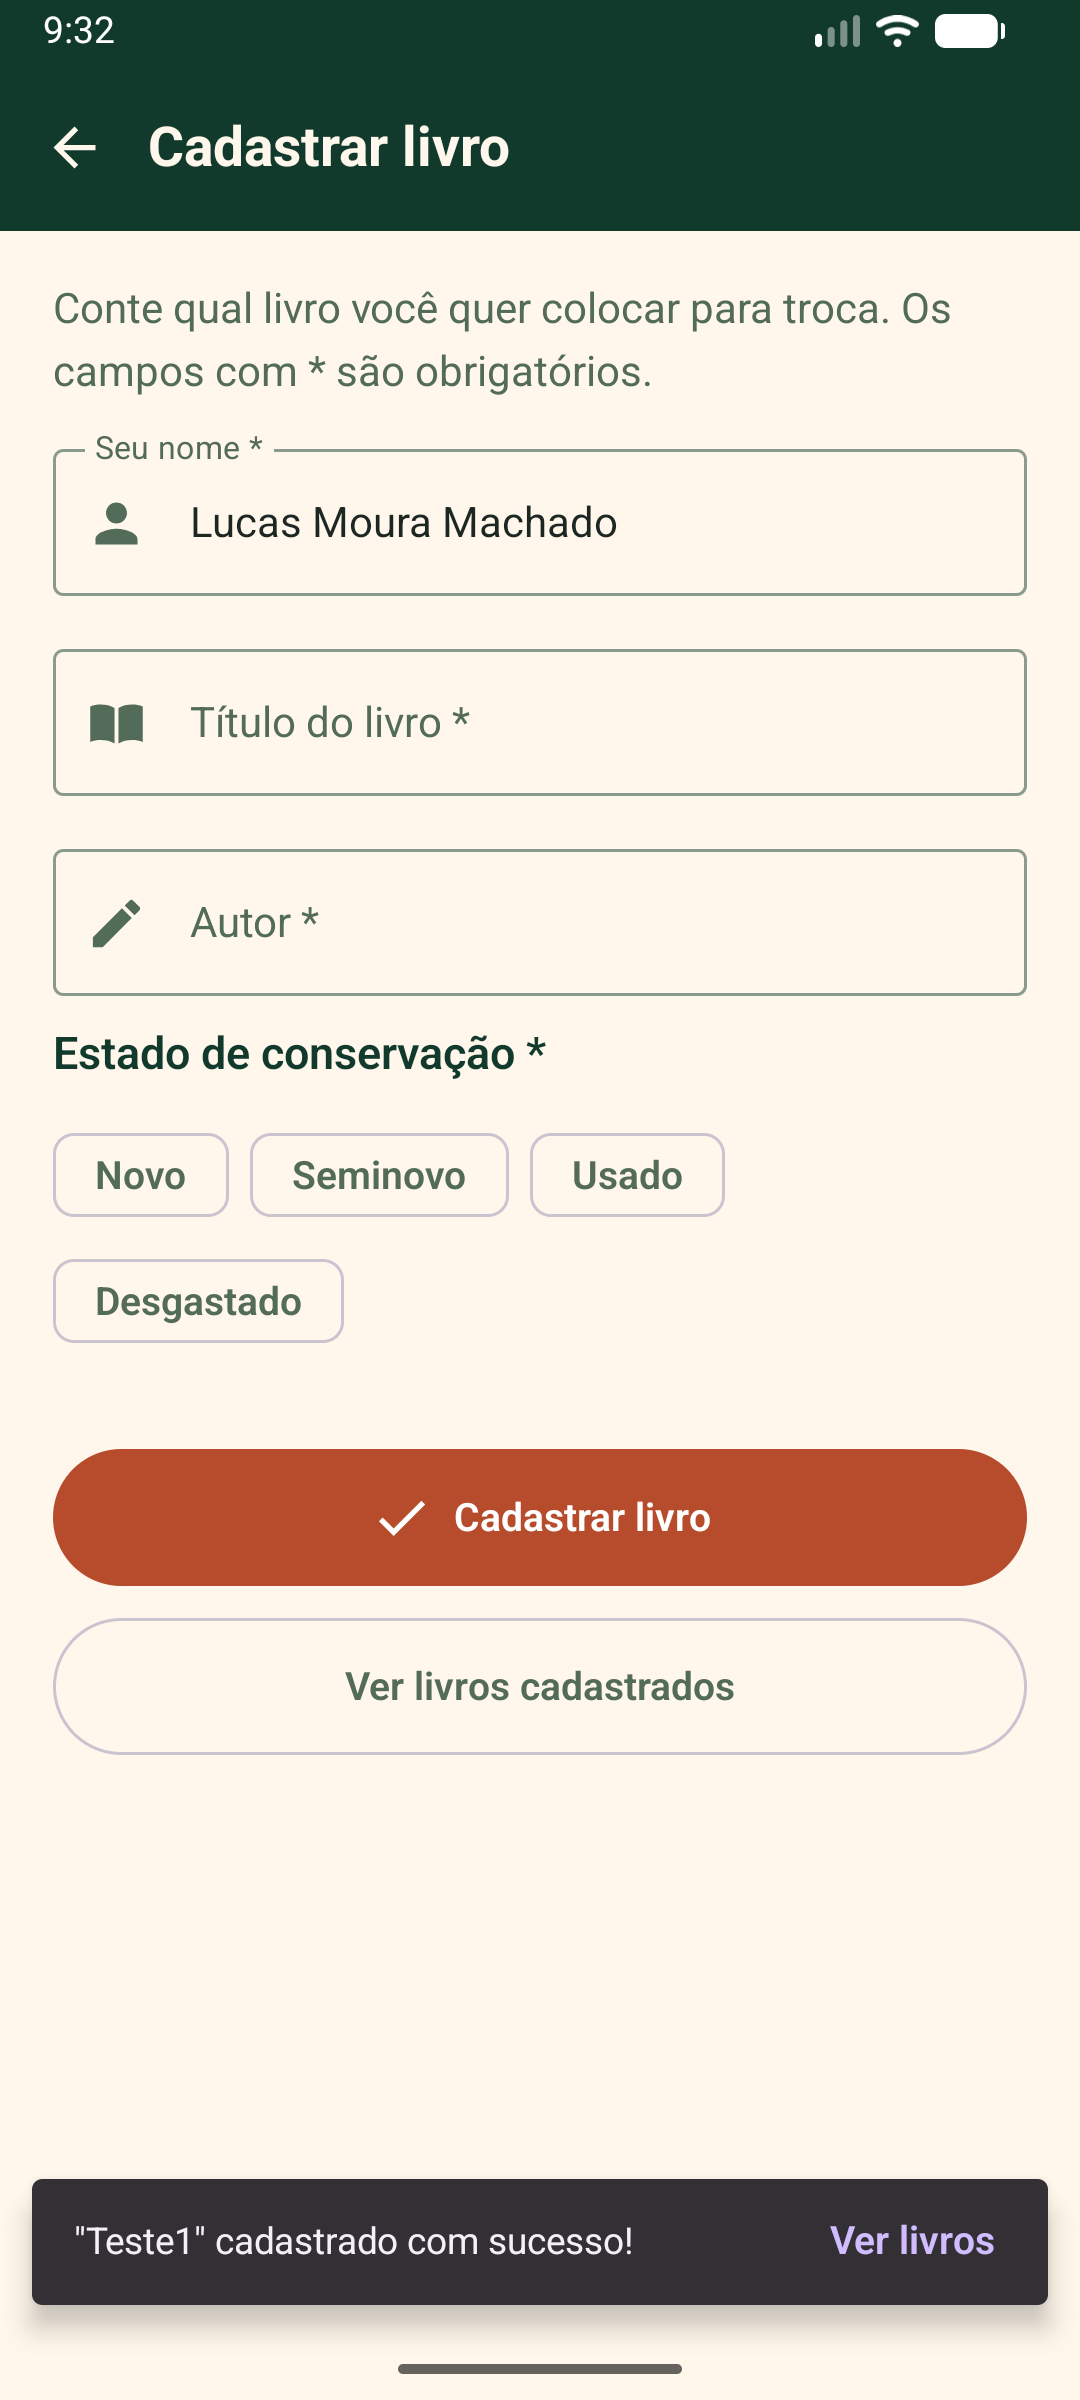 9:32
Cadastrar livro
Conte qual livro você quer colocar para troca. Os
campos com * são obrigatórios.
Seu nome *
Lucas Moura Machado
Título do livro *
Autor *
Estado de conservação *
Novo
Seminovo
Usado
Desgastado
Cadastrar livro
Ver livros cadastrados
"Teste1" cadastrado com sucesso!
Ver livros